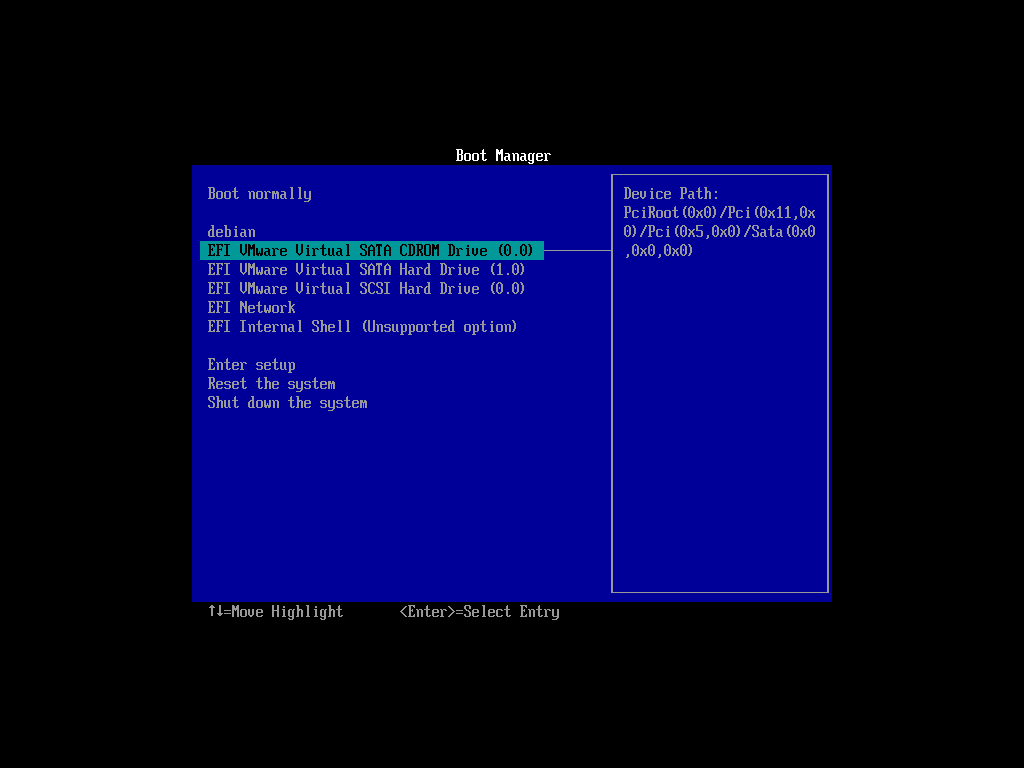 Boot Manager
Boot normally
debian
EFI VMware Virtual SATA CDROM Drive (0.0)
EFI VMware Virtual SATA Hard Drive (1.0)
EFI VMware Virtual SCSI Hard Drive (0.0)
EFI Network
EFI Internal Shell (Unsupported option)
Enter setup
Reset the system
Shut down the system
Device Path:
PciRoot(0x0)/Pci(0x11,0x
0)/Pci(0x5,0x0)/Sata(0x0
,0x0,0x0)
↑↓=Move Highlight <Enter>=Select Entry